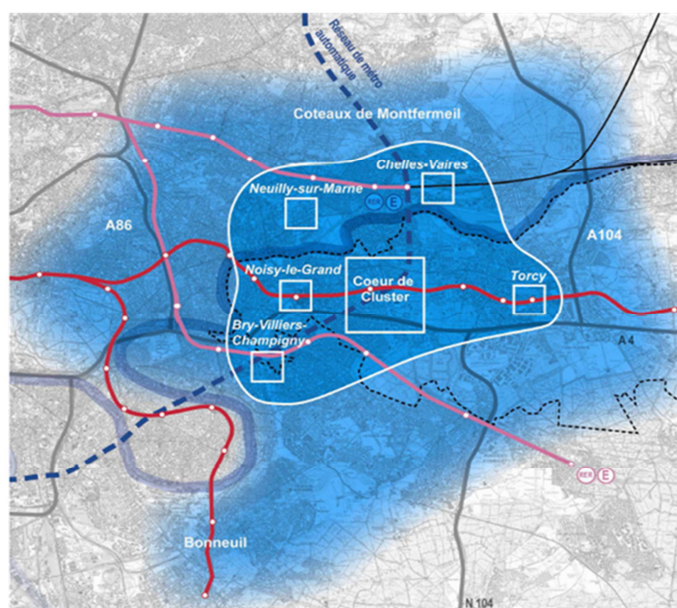 Réseau de métro
automatique
Coteaux de Montfermeil
Chelles-Vaires
Neuilly-sur-Marne
RER E
A86
A104
Noisy-le-Grand
Coeur de
Cluster
Torcy
Bry-Villiers-
Champigny
A4
RER E
Bonneuil
N 104